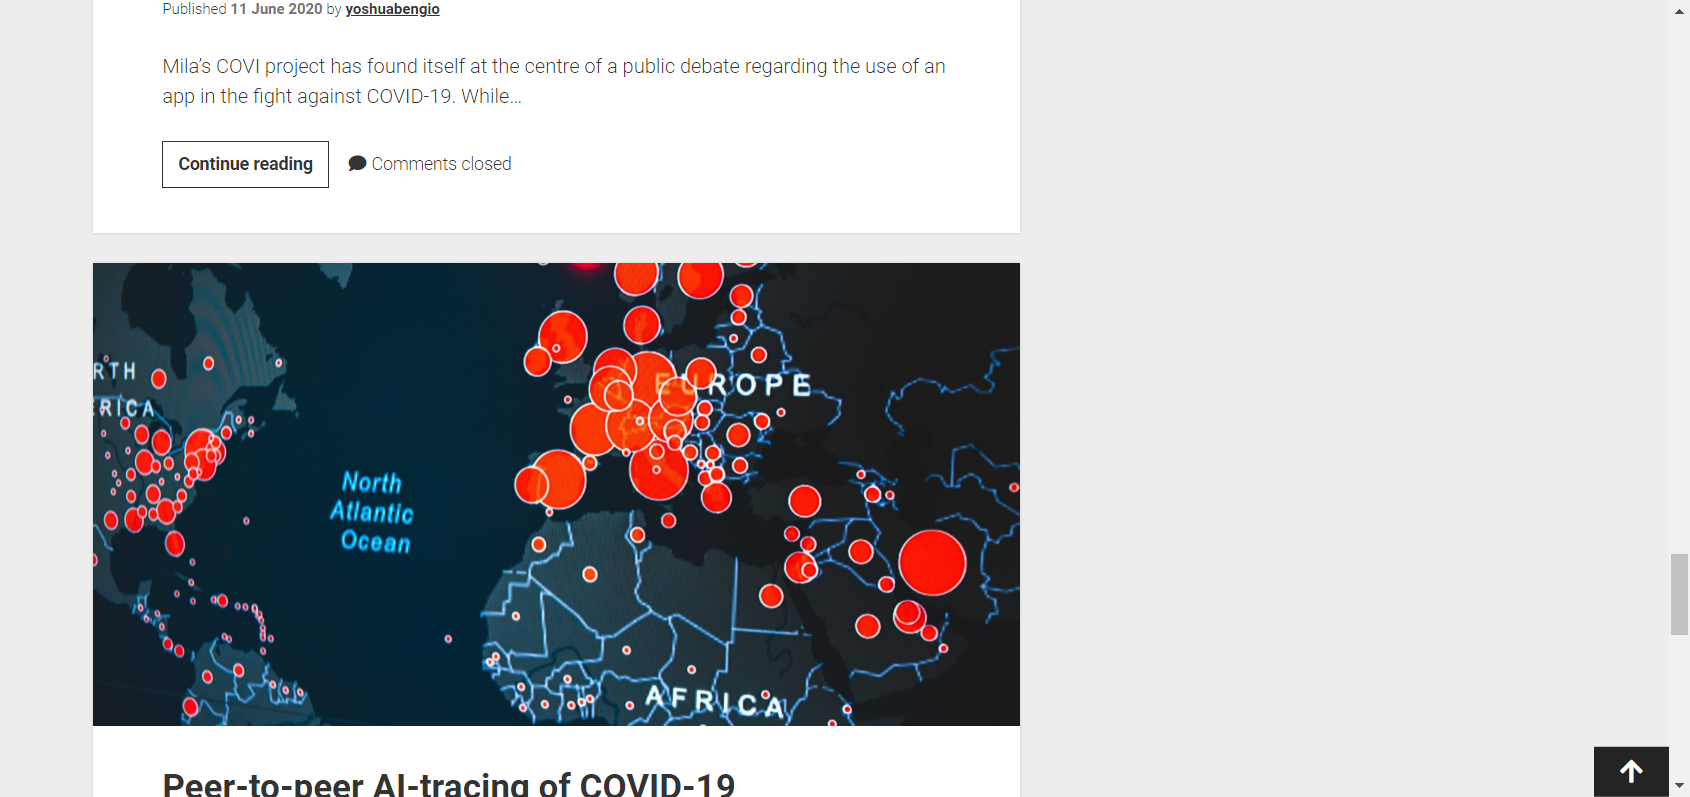 Published 11 June 2020 by yoshuabengio
Mila’s COVI project has found itself at the centre of a public debate regarding the use of an
app in the fight against COVID-19. While…
Continue reading
Comments closed
RTH
RICA
EUROPE
North
Atlantic
Ocean
AFRICA
Peer-to-peer AI-tracing of COVID-19